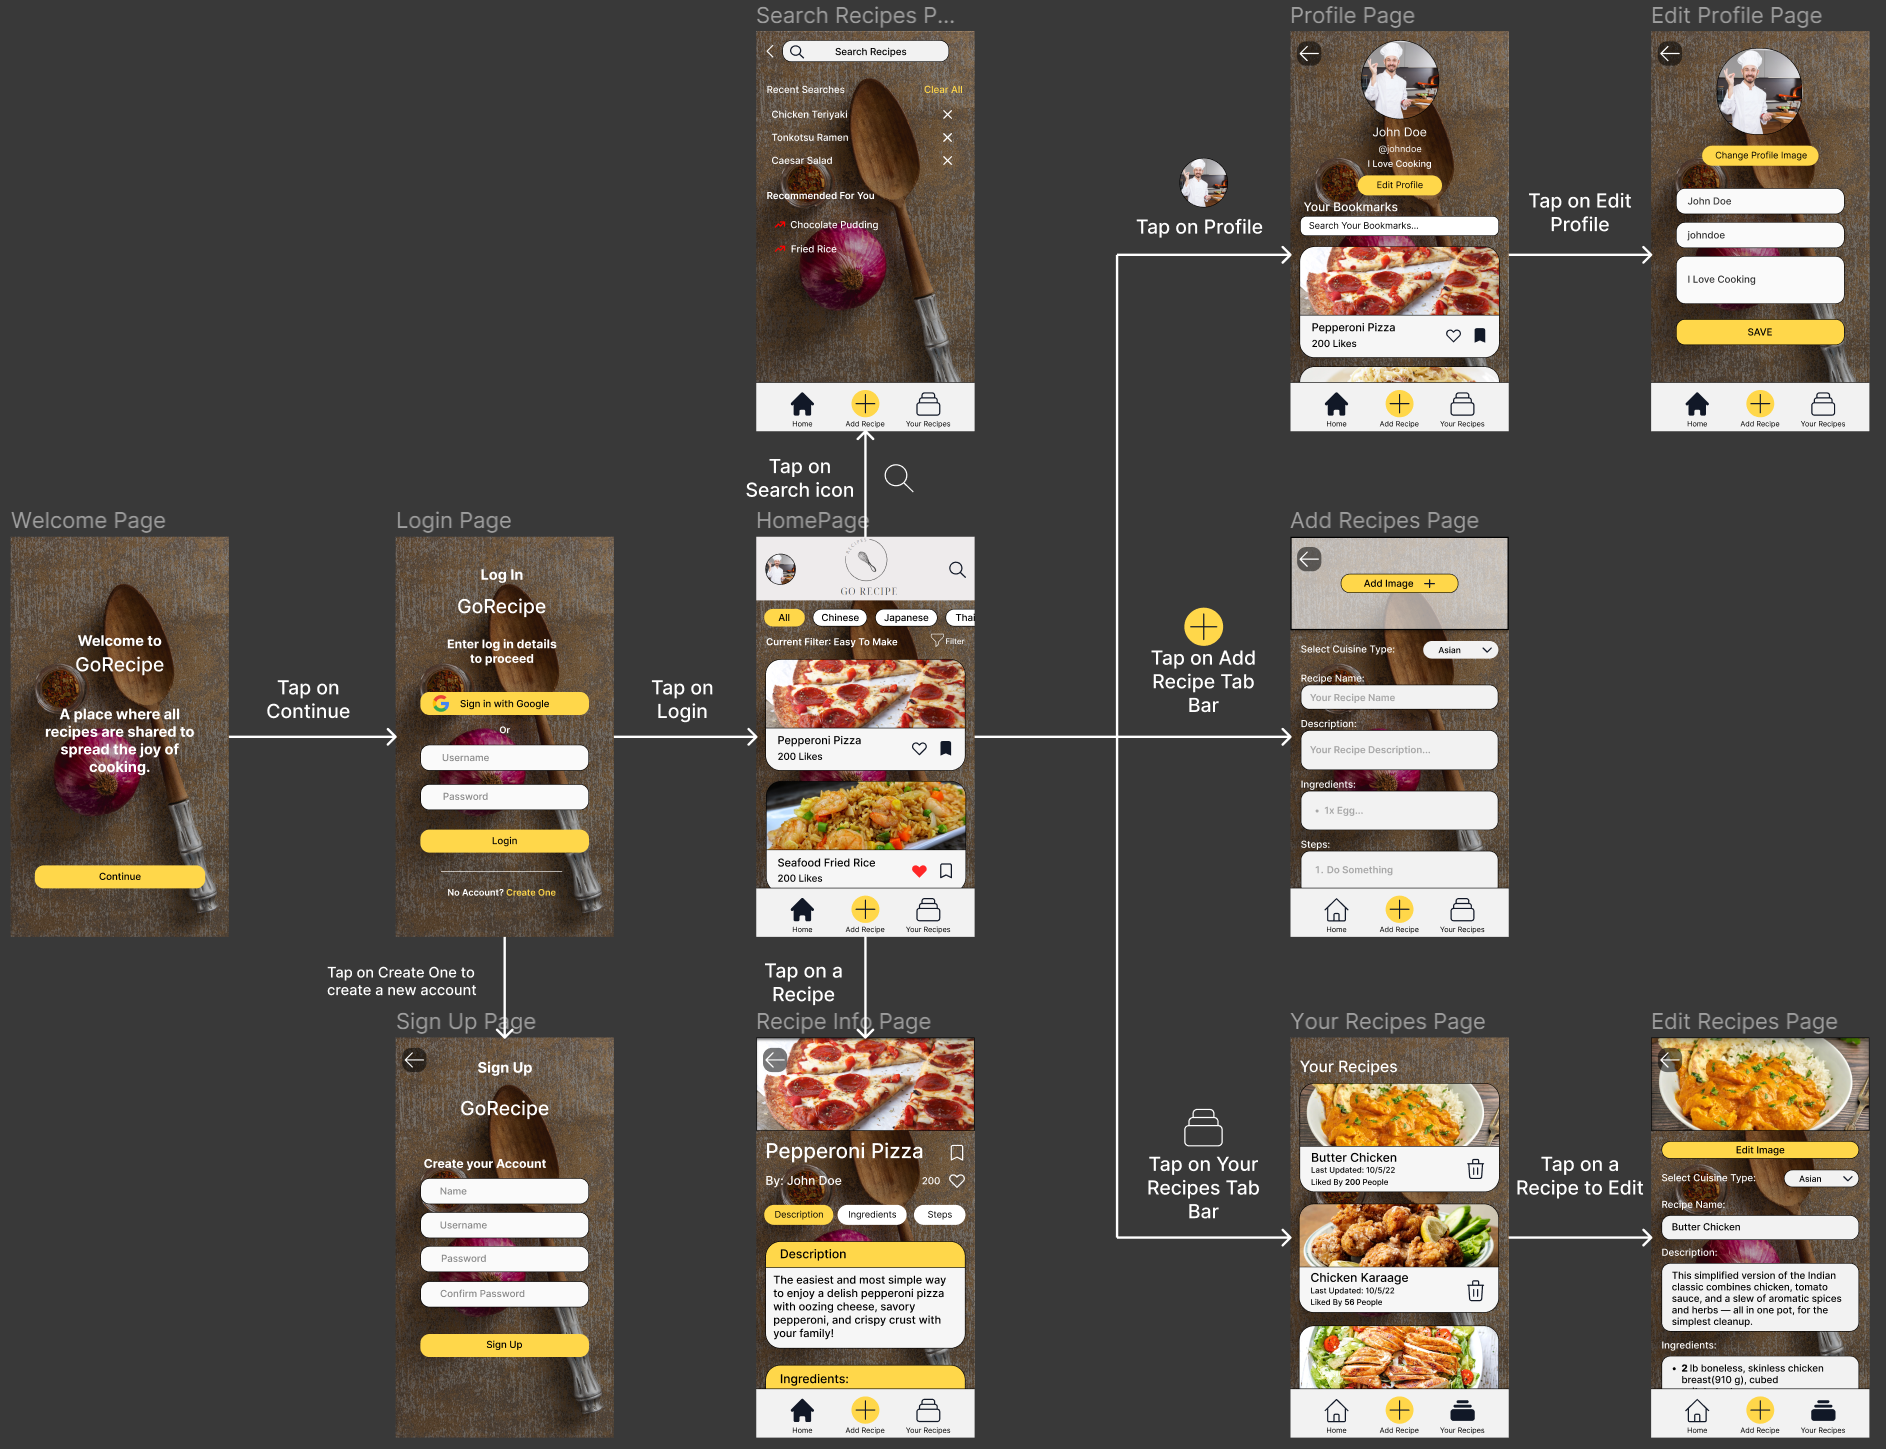 Search Recipes P...
Search Recipes
Recent Searches
Clear All
Chicken Teriyaki
Tonkotsu Ramen
Caesar Salad
Recommended For You
Chocolate Pudding
Fried Rice
Home
Add Recipe
Your Recipes
Profile Page
John Doe
@johndoe
I Love Cooking
Edit Profile
Your Bookmarks
Search Your Bookmarks...
Pepperoni Pizza
200 Likes
Home
Add Recipe
Your Recipes
Edit Profile Page
Change Profile Image
John Doe
johndoe
I Love Cooking
SAVE
Home
Add Recipe
Your Recipes
Tap on Profile
Tap on Edit
Profile
Tap on
Search icon
Welcome Page
Welcome to
GoRecipe
A place where all
recipes are shared to
spread the joy of
cooking.
Continue
Tap on
Continue
Login Page
Log In
GoRecipe
Enter log in details
to proceed
Sign in with Google
Or
Username
Password
Login
No Account? Create One
Tap on
Login
HomePage
RECIPES
GO RECIPE
All
Chinese
Japanese
Thai
Current Filter: Easy To Make
Filter
Pepperoni Pizza
200 Likes
Seafood Fried Rice
200 Likes
Home
Add Recipe
Your Recipes
Tap on Add
Recipe Tab
Bar
Add Recipes Page
Add Image
Select Cuisine Type:
Asian
Recipe Name:
Your Recipe Name
Description:
Your Recipe Description...
Ingredients:
• 1x Egg...
Steps:
1. Do Something
Home
Add Recipe
Your Recipes
Tap on Create One to
create a new account
Tap on a
Recipe
Sign Up Page
Sign Up
GoRecipe
Create your Account
Name
Username
Password
Confirm Password
Sign Up
Recipe Info Page
Pepperoni Pizza
By: John Doe
200
Description
Ingredients
Steps
Description
The easiest and most simple way
to enjoy a delish pepperoni pizza
with oozing cheese, savory
pepperoni, and crispy crust with
your family!
Ingredients:
Home
Add Recipe
Your Recipes
Tap on Your
Recipes Tab
Bar
Your Recipes Page
Your Recipes
Butter Chicken
Last Updated: 10/5/22
Liked By 200 People
Chicken Karaage
Last Updated: 10/5/22
Liked By 56 People
Home
Add Recipe
Your Recipes
Tap on a
Recipe to Edit
Edit Recipes Page
Edit Image
Select Cuisine Type:
Asian
Recipe Name:
Butter Chicken
Description:
This simplified version of the Indian
classic combines chicken, tomato
sauce, and a slew of aromatic spices
and herbs — all in one pot, for the
simplest cleanup.
Ingredients:
• 2 lb boneless, skinless chicken
breast(910 g), cubed
Home
Add Recipe
Your Recipes